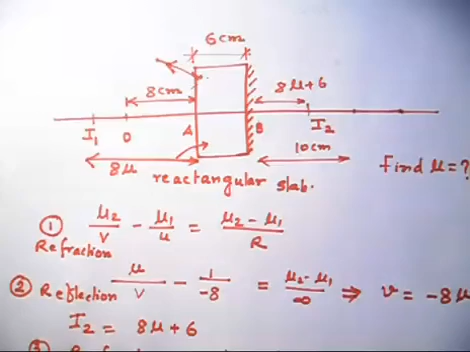 6cm
8cm
8μ+6
A
B
I₁
O
I₂
8μ
10cm
reactangular slab.
Find μ=?
① μ₂/v - μ₁/u = μ₂-μ₁/R
Refraction
② Reflection μ/v - 1/-8 = μ₂-μ₁/∞ ⇒ v = -8μ
I₂ = 8μ+6